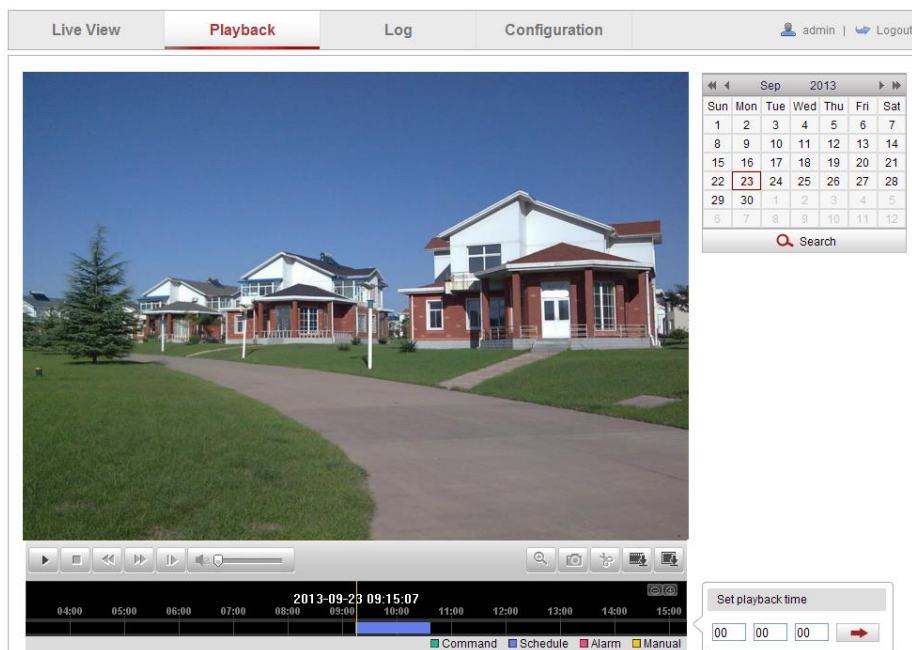 Live View Playback Log Configuration admin | Logout
Sep 2013
Sun Mon Tue Wed Thu Fri Sat
1 2 3 4 5 6 7
8 9 10 11 12 13 14
15 16 17 18 19 20 21
22 23 24 25 26 27 28
29 30 1 2 3 4 5
6 7 8 9 10 11 12
Search
2013-09-23 09:15:07
04:00 05:00 06:00 07:00 08:00 09:00 10:00 11:00 12:00 13:00 14:00 15:00
Command Schedule Alarm Manual
Set playback time
00 00 00